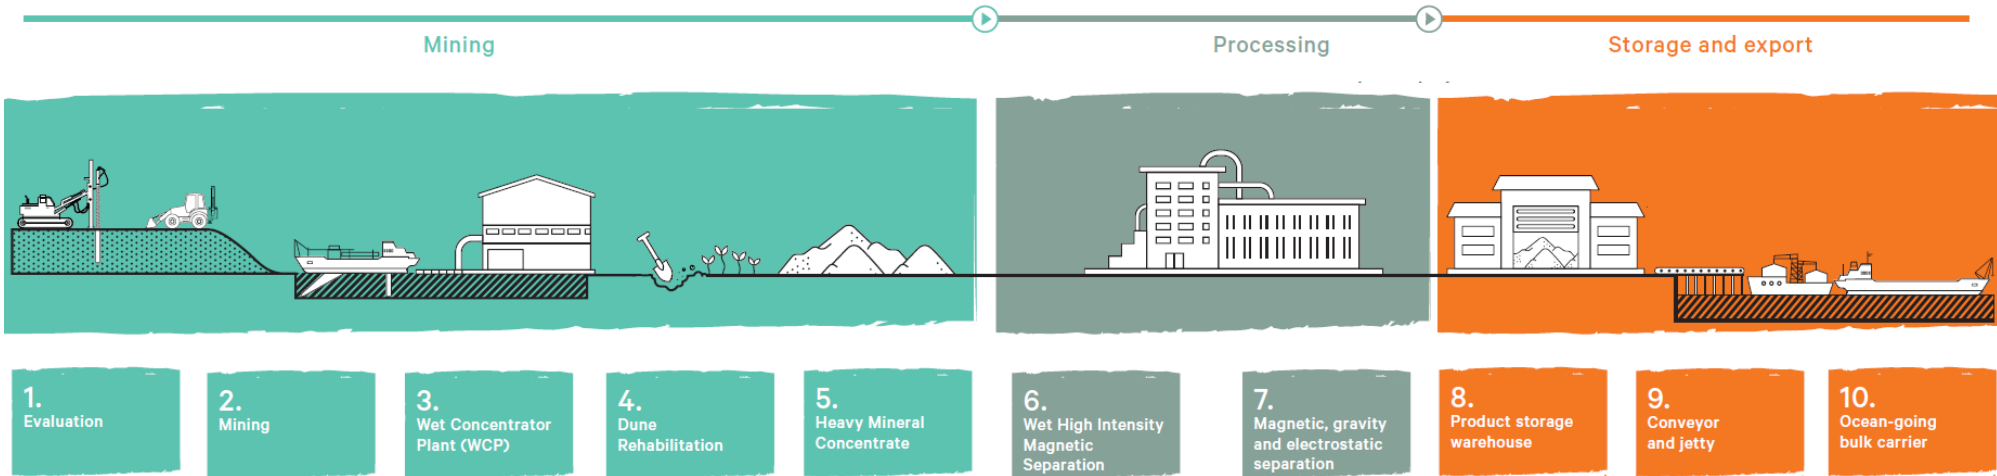 Mining
Processing
Storage and export
1.
Evaluation
2.
Mining
3.
Wet Concentrator
Plant (WCP)
4.
Dune
Rehabilitation
5.
Heavy Mineral
Concentrate
6.
Wet High Intensity
Magnetic
Separation
7.
Magnetic, gravity
and electrostatic
separation
8.
Product storage
warehouse
9.
Conveyor
and jetty
10.
Ocean-going
bulk carrier